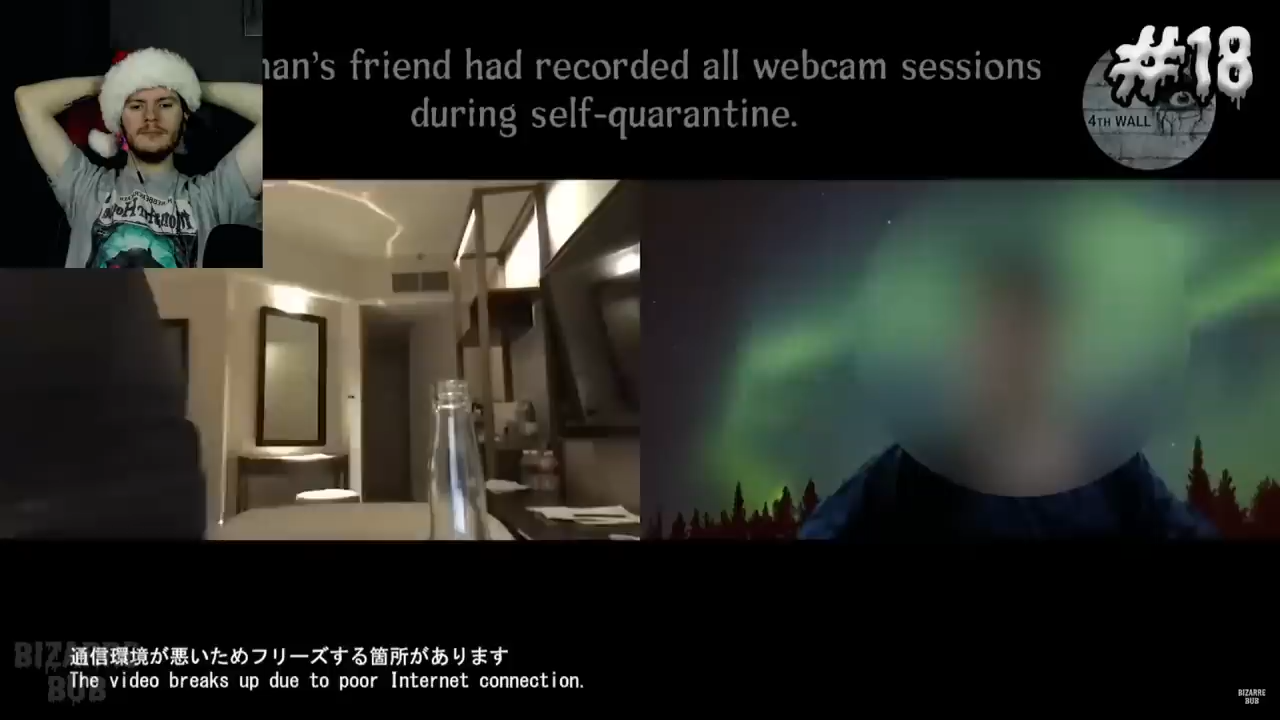 nan's friend had recorded all webcam sessions
during self-quarantine.
#18
4TH WALL
通信環境が悪いためフリーズする箇所があります
The video breaks up due to poor Internet connection.
BIZARRE
BUB
BIZARRE
BUB